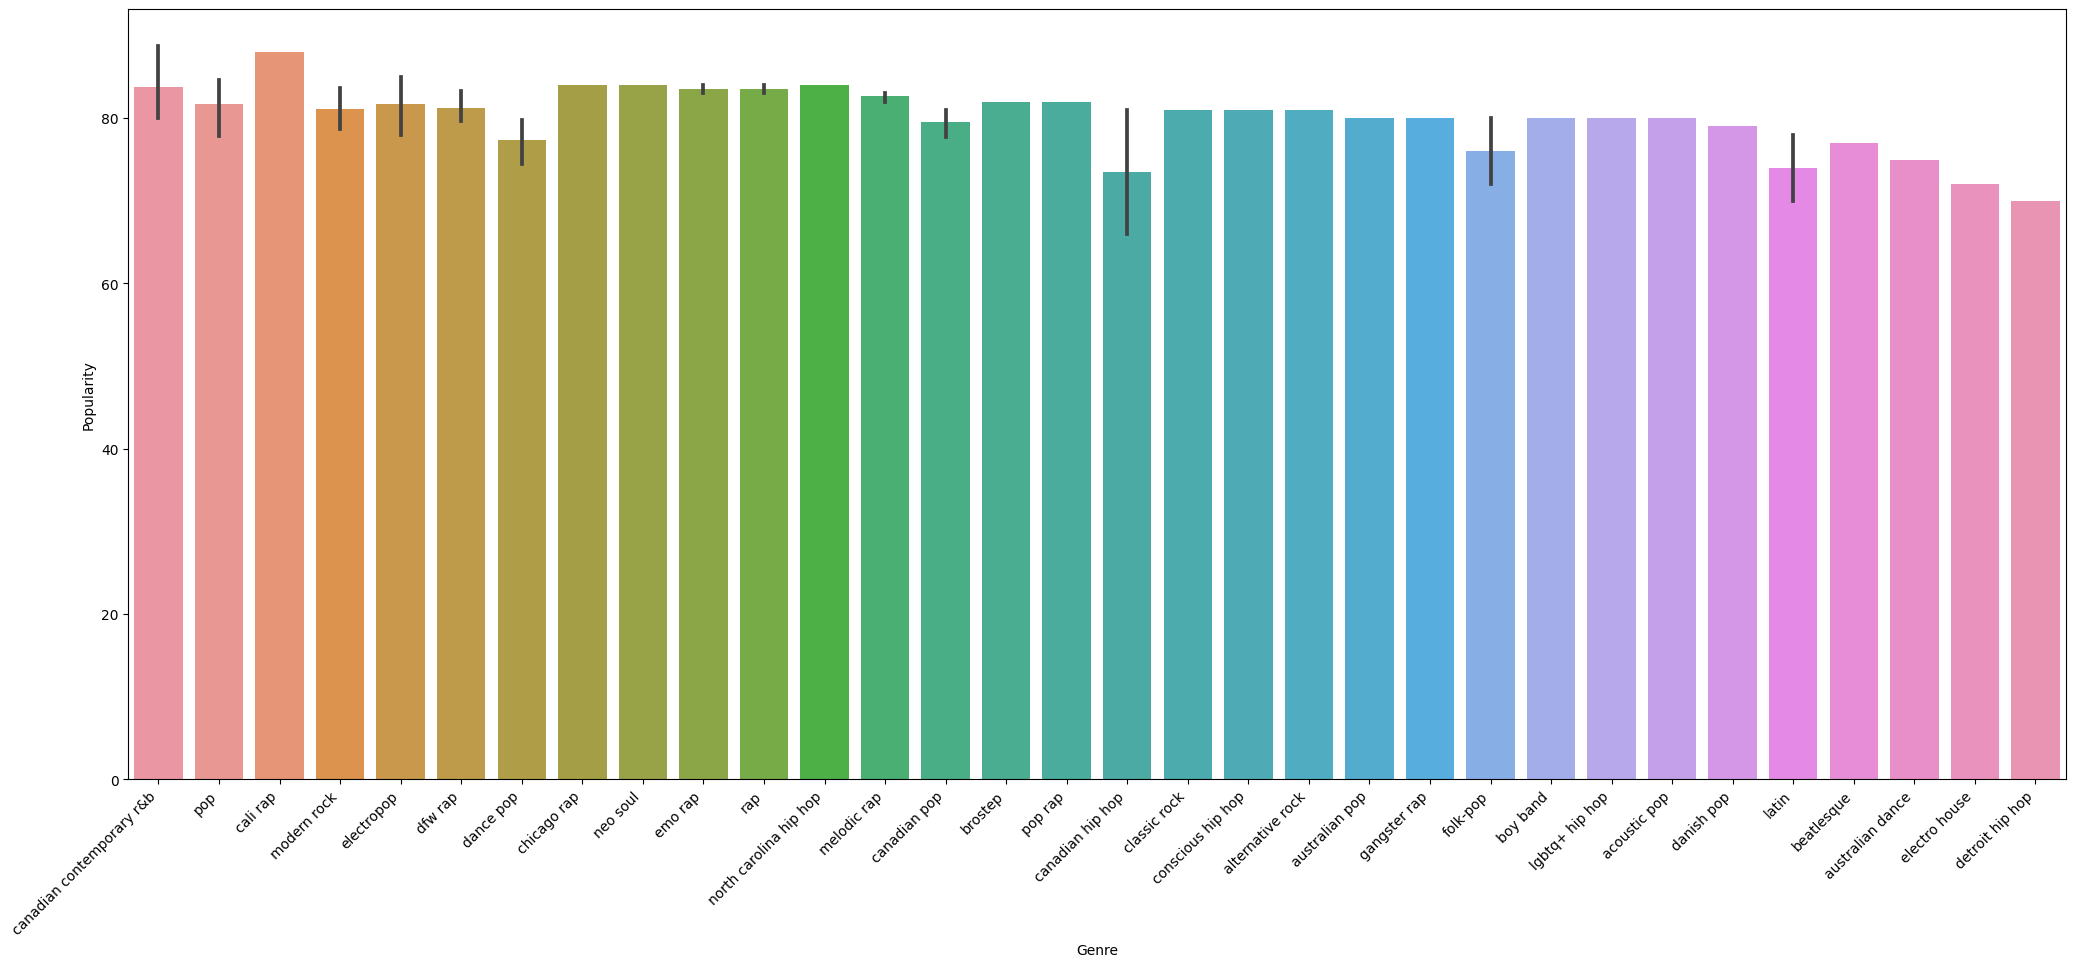 Popularity
80
60
40
20
0
canadian contemporary r&b
pop
cali rap
modern rock
electropop
dfw rap
dance pop
chicago rap
neo soul
emo rap
rap
north carolina hip hop
melodic rap
canadian pop
brostep
pop rap
canadian hip hop
classic rock
conscious hip hop
alternative rock
australian pop
gangster rap
folk-pop
boy band
lgbtq+ hip hop
acoustic pop
danish pop
latin
beatlesque
australian dance
electro house
detroit hip hop
Genre